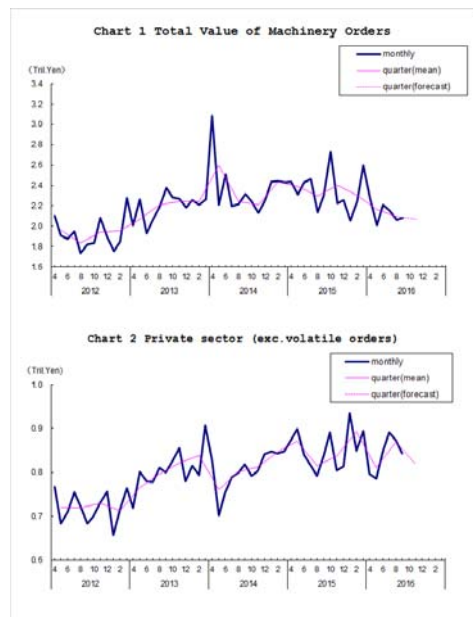 Chart 1 Total Value of Machinery Orders
monthly
quarter(mean)
quarter(forecast)
(Tril.Yen)
3.4
3.2
3.0
2.8
2.6
2.4
2.2
2.0
1.8
1.6
4 6 8 10 12 2 4 6 8 10 12 2 4 6 8 10 12 2 4 6 8 10 12 2 4 6 8 10 12 2
2012 2013 2014 2015 2016
Chart 2 Private sector (exc.volatile orders)
monthly
quarter(mean)
quarter(forecast)
(Tril.Yen)
1.0
0.9
0.8
0.7
0.6
4 6 8 10 12 2 4 6 8 10 12 2 4 6 8 10 12 2 4 6 8 10 12 2 4 6 8 10 12 2
2012 2013 2014 2015 2016